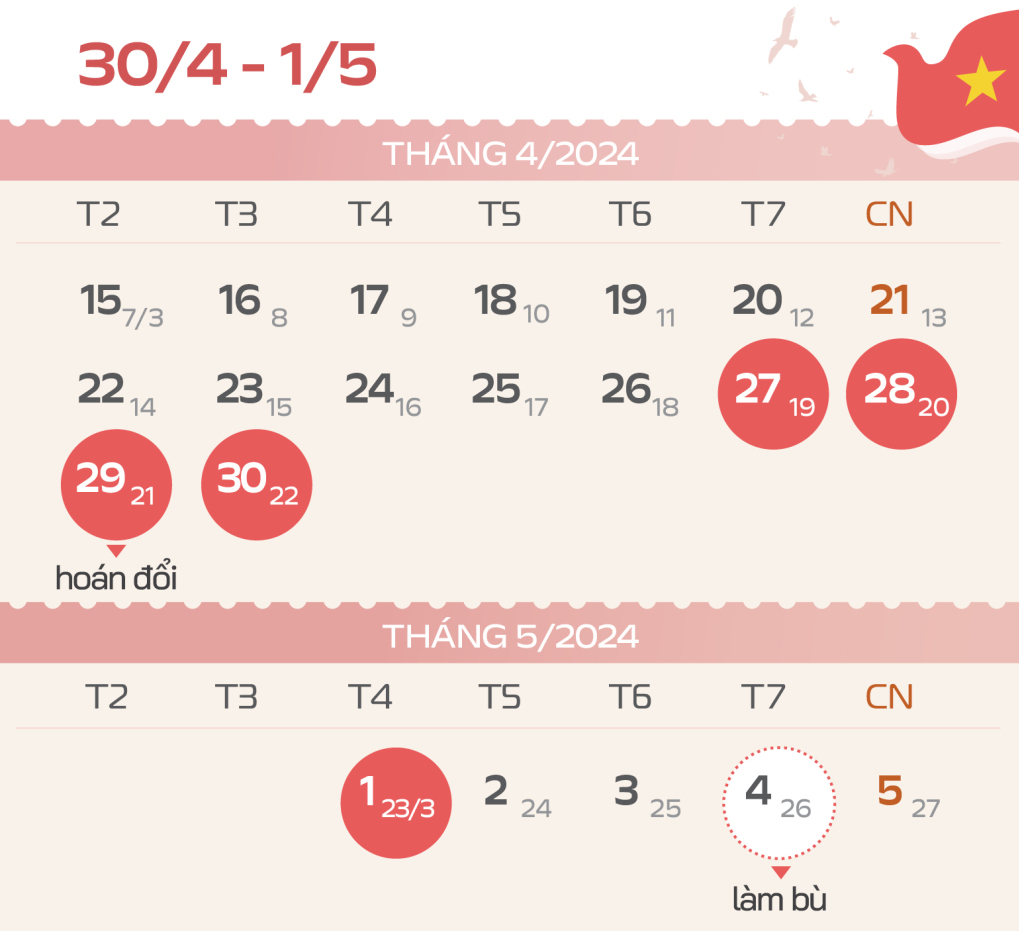 30/4 - 1/5
THÁNG 4/2024
T2 T3 T4 T5 T6 T7 CN
15 7/3 16 8 17 9 18 10 19 11 20 12 21 13
22 14 23 15 24 16 25 17 26 18 27 19 28 20
29 21 30 22
hoán đổi
THÁNG 5/2024
T2 T3 T4 T5 T6 T7 CN
1 23/3 2 24 3 25 4 26 5 27
làm bù